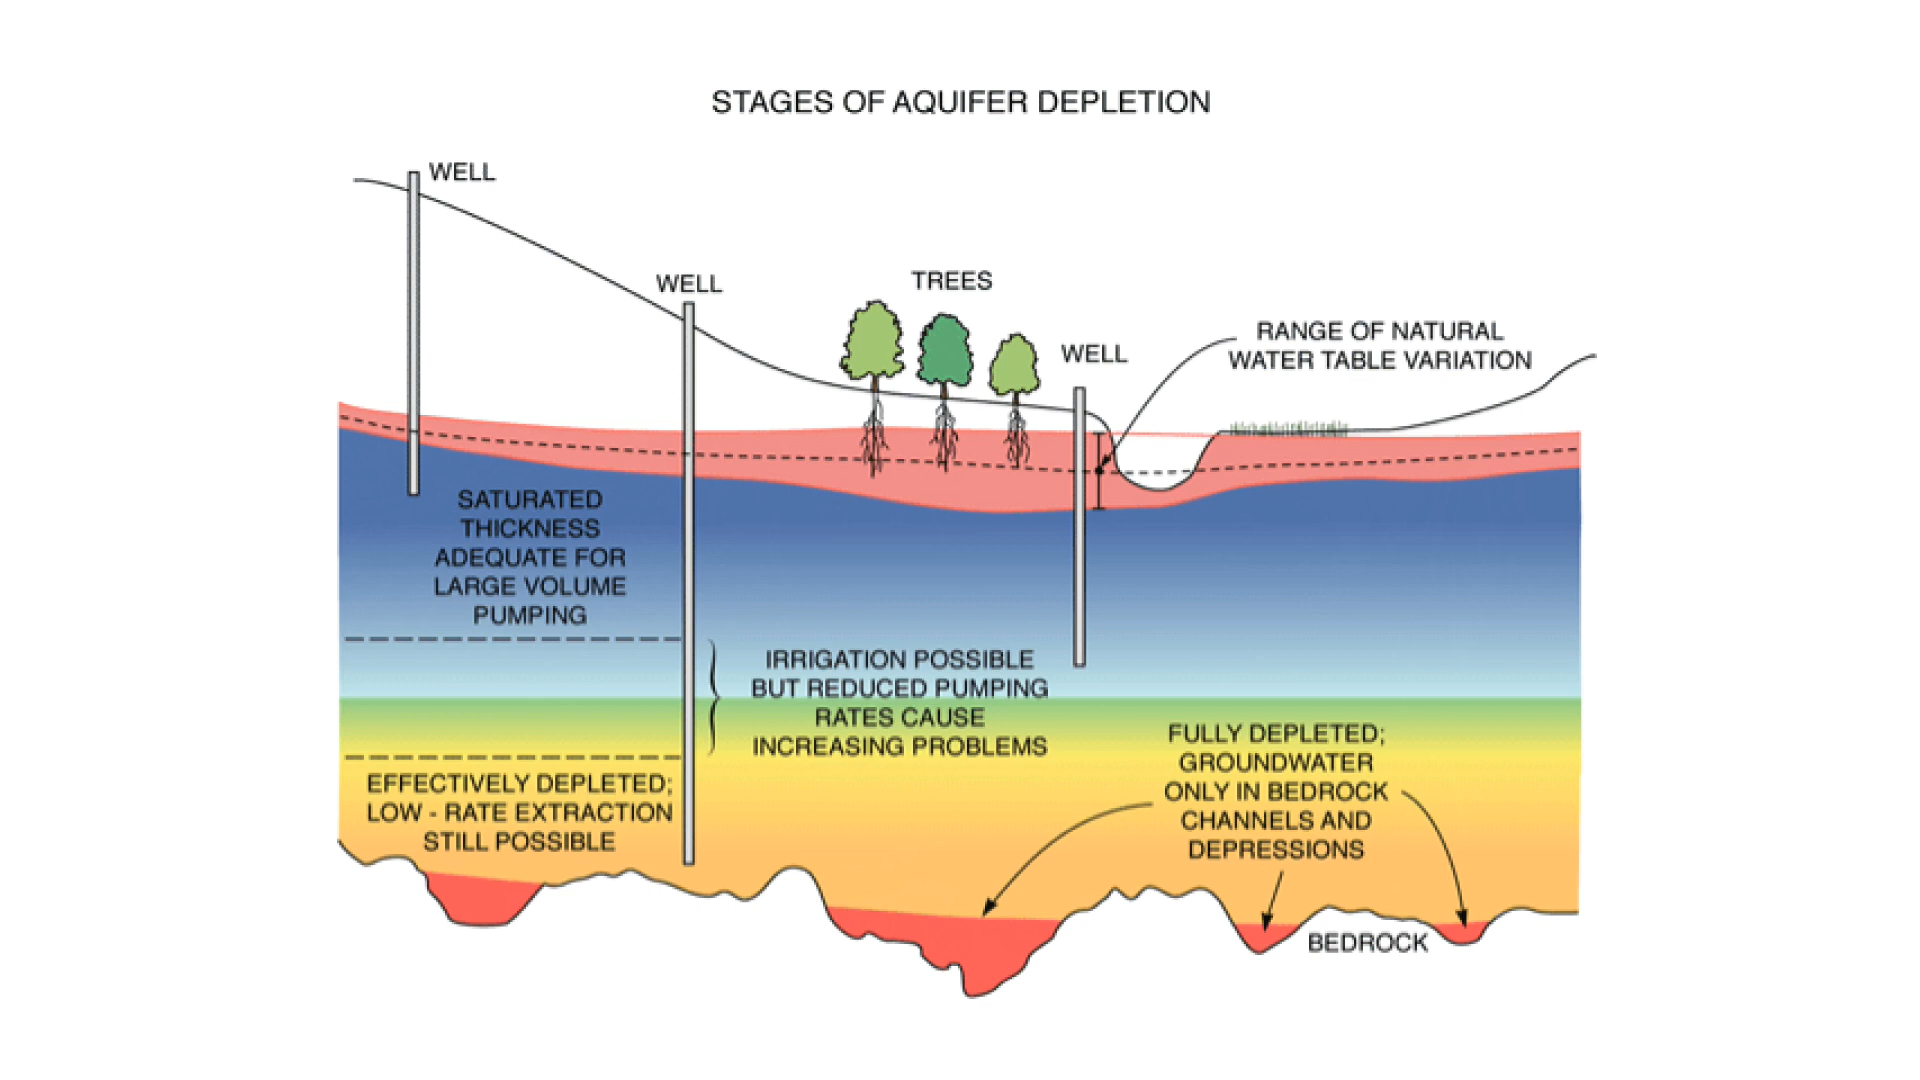 STAGES OF AQUIFER DEPLETION
WELL
WELL
TREES
WELL
RANGE OF NATURAL
WATER TABLE VARIATION
SATURATED
THICKNESS
ADEQUATE FOR
LARGE VOLUME
PUMPING
IRRIGATION POSSIBLE
BUT REDUCED PUMPING
RATES CAUSE
INCREASING PROBLEMS
EFFECTIVELY DEPLETED;
LOW - RATE EXTRACTION
STILL POSSIBLE
FULLY DEPLETED;
GROUNDWATER
ONLY IN BEDROCK
CHANNELS AND
DEPRESSIONS
BEDROCK